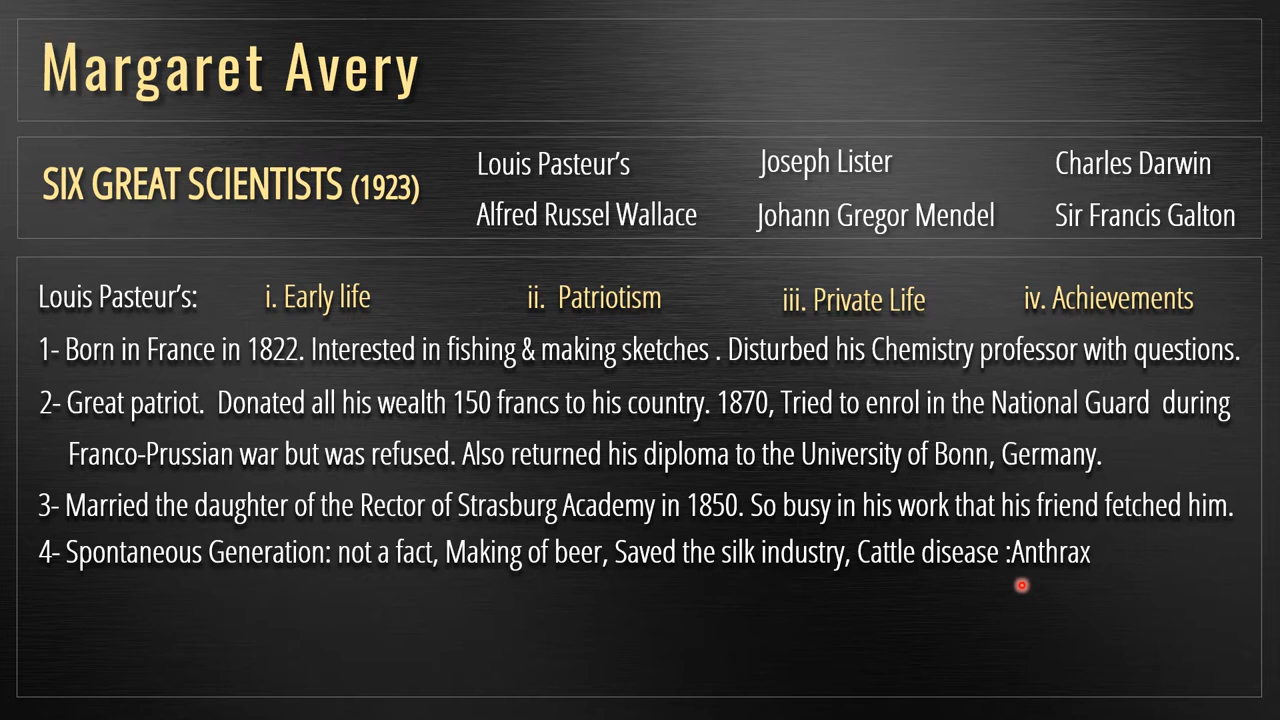 Margaret Avery
SIX GREAT SCIENTISTS (1923)
Louis Pasteur's
Joseph Lister
Charles Darwin
Alfred Russel Wallace
Johann Gregor Mendel
Sir Francis Galton
Louis Pasteur's: i. Early life ii. Patriotism iii. Private Life iv. Achievements
1- Born in France in 1822. Interested in fishing & making sketches . Disturbed his Chemistry professor with questions.
2- Great patriot. Donated all his wealth 150 francs to his country. 1870, Tried to enrol in the National Guard during
Franco-Prussian war but was refused. Also returned his diploma to the University of Bonn, Germany.
3- Married the daughter of the Rector of Strasburg Academy in 1850. So busy in his work that his friend fetched him.
4- Spontaneous Generation: not a fact, Making of beer, Saved the silk industry, Cattle disease :Anthrax